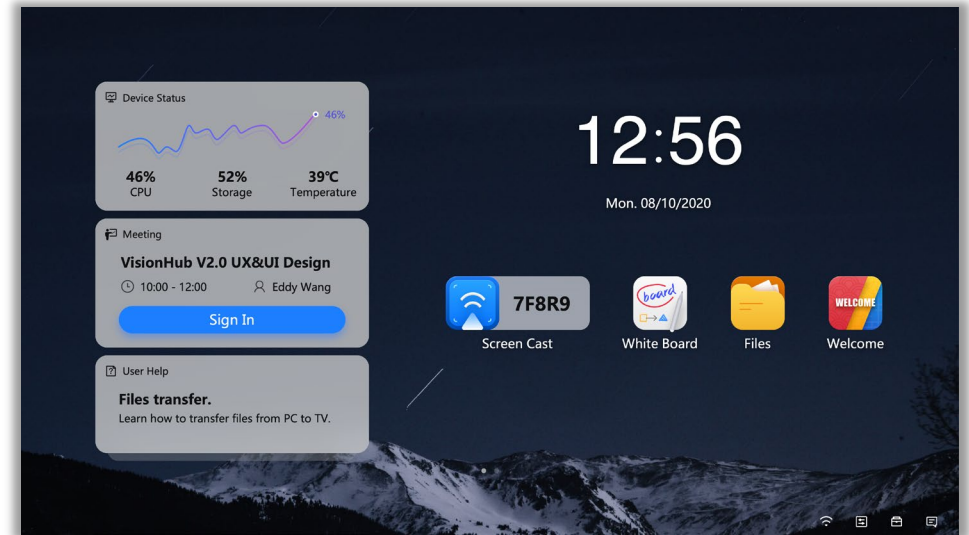 Device Status
46%
46% 52% 39℃
CPU Storage Temperature
Meeting
VisionHub V2.0 UX&UI Design
10:00 - 12:00 Eddy Wang
Sign In
User Help
Files transfer.
Learn how to transfer files from PC to TV.
12:56
Mon. 08/10/2020
7F8R9
board
WELCOME
Screen Cast White Board Files Welcome